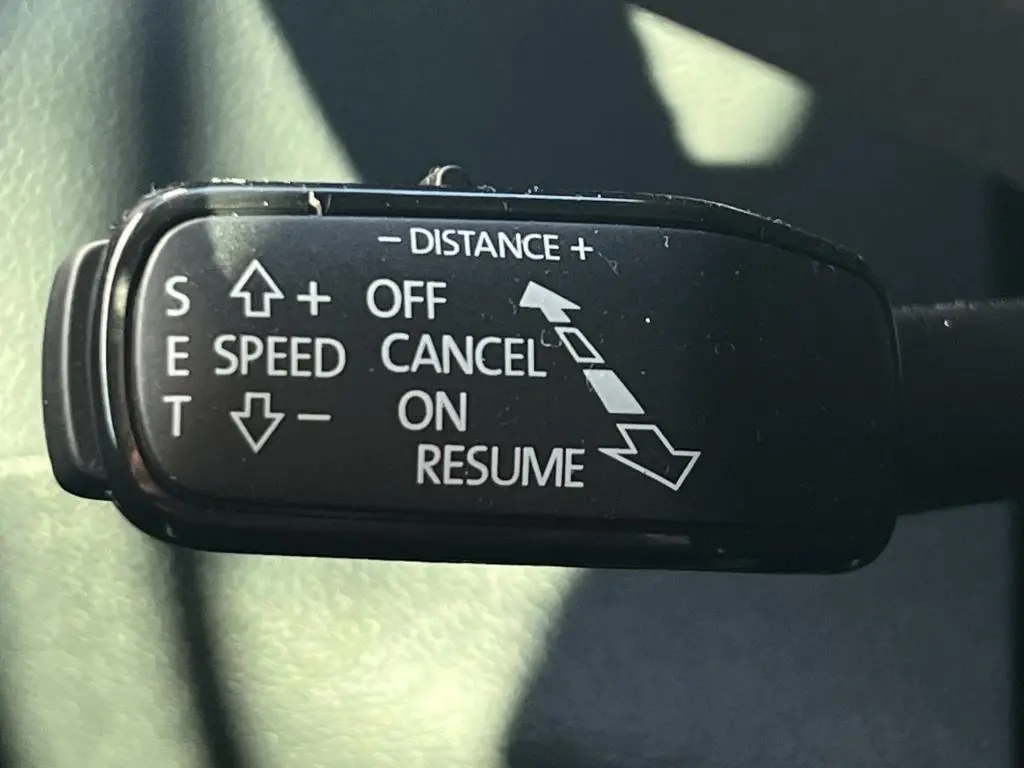 − DISTANCE +
S + OFF
E SPEED CANCEL
T − ON
RESUME